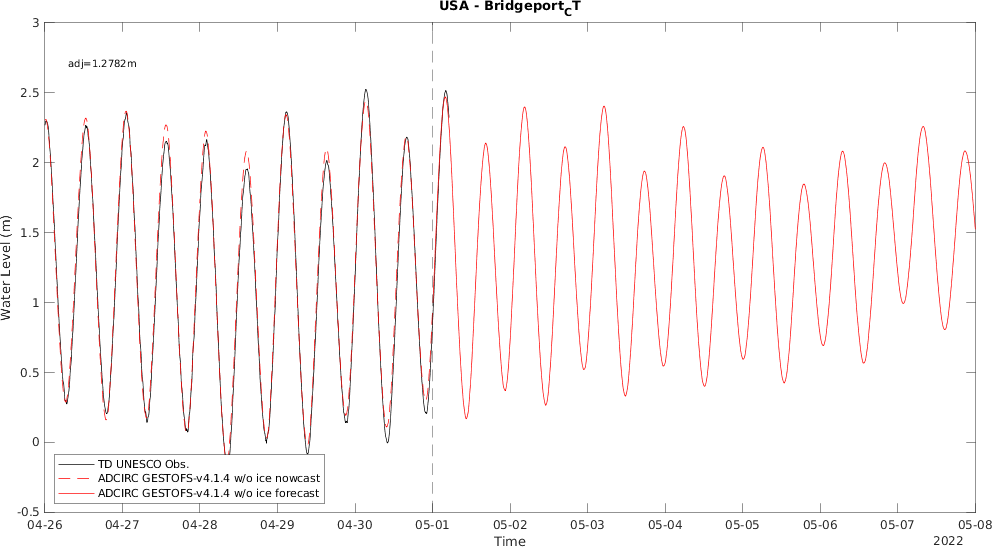 USA - Bridgeport_CT
adj=1.2782m
Water Level (m)
3
2.5
2
1.5
1
0.5
0
-0.5
TD UNESCO Obs.
ADCIRC GESTOFS-v4.1.4 w/o ice nowcast
ADCIRC GESTOFS-v4.1.4 w/o ice forecast
04-26 04-27 04-28 04-29 04-30 05-01 05-02 05-03 05-04 05-05 05-06 05-07 05-08
Time
2022